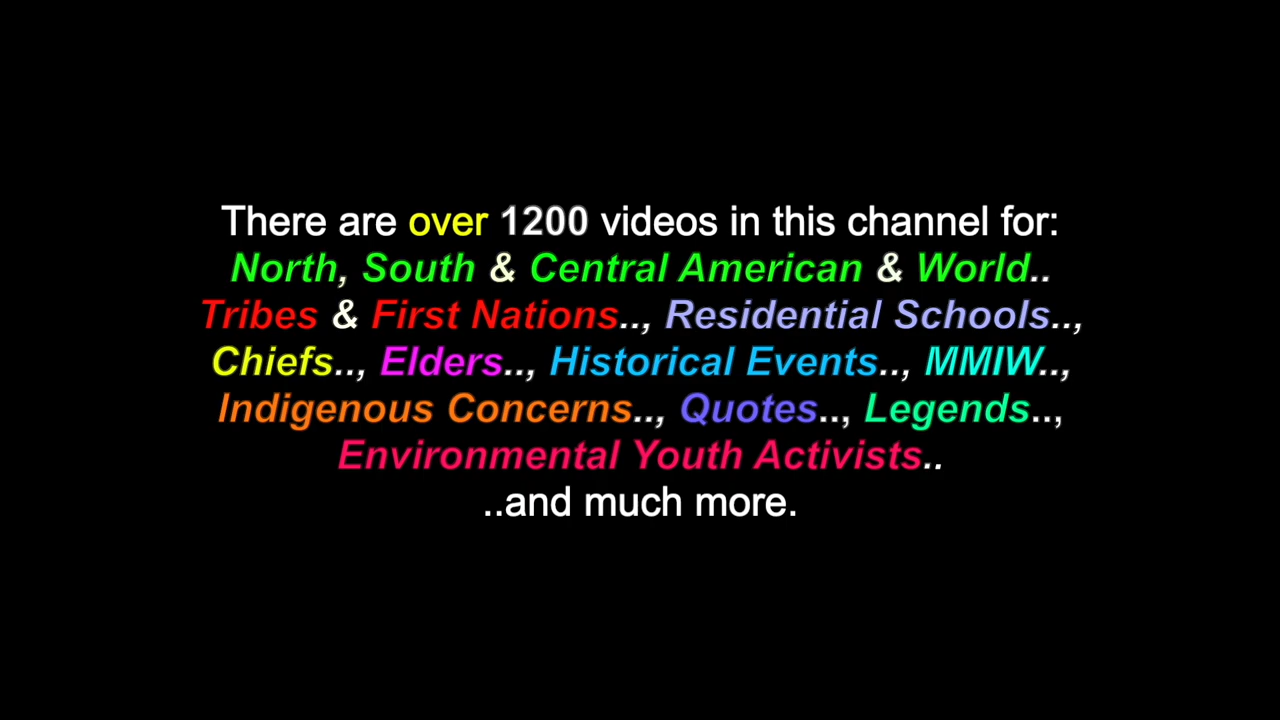 There are over 1200 videos in this channel for:
North, South & Central American & World..
Tribes & First Nations.., Residential Schools..,
Chiefs.., Elders.., Historical Events.., MMIW..,
Indigenous Concerns.., Quotes.., Legends..,
Environmental Youth Activists..
..and much more.